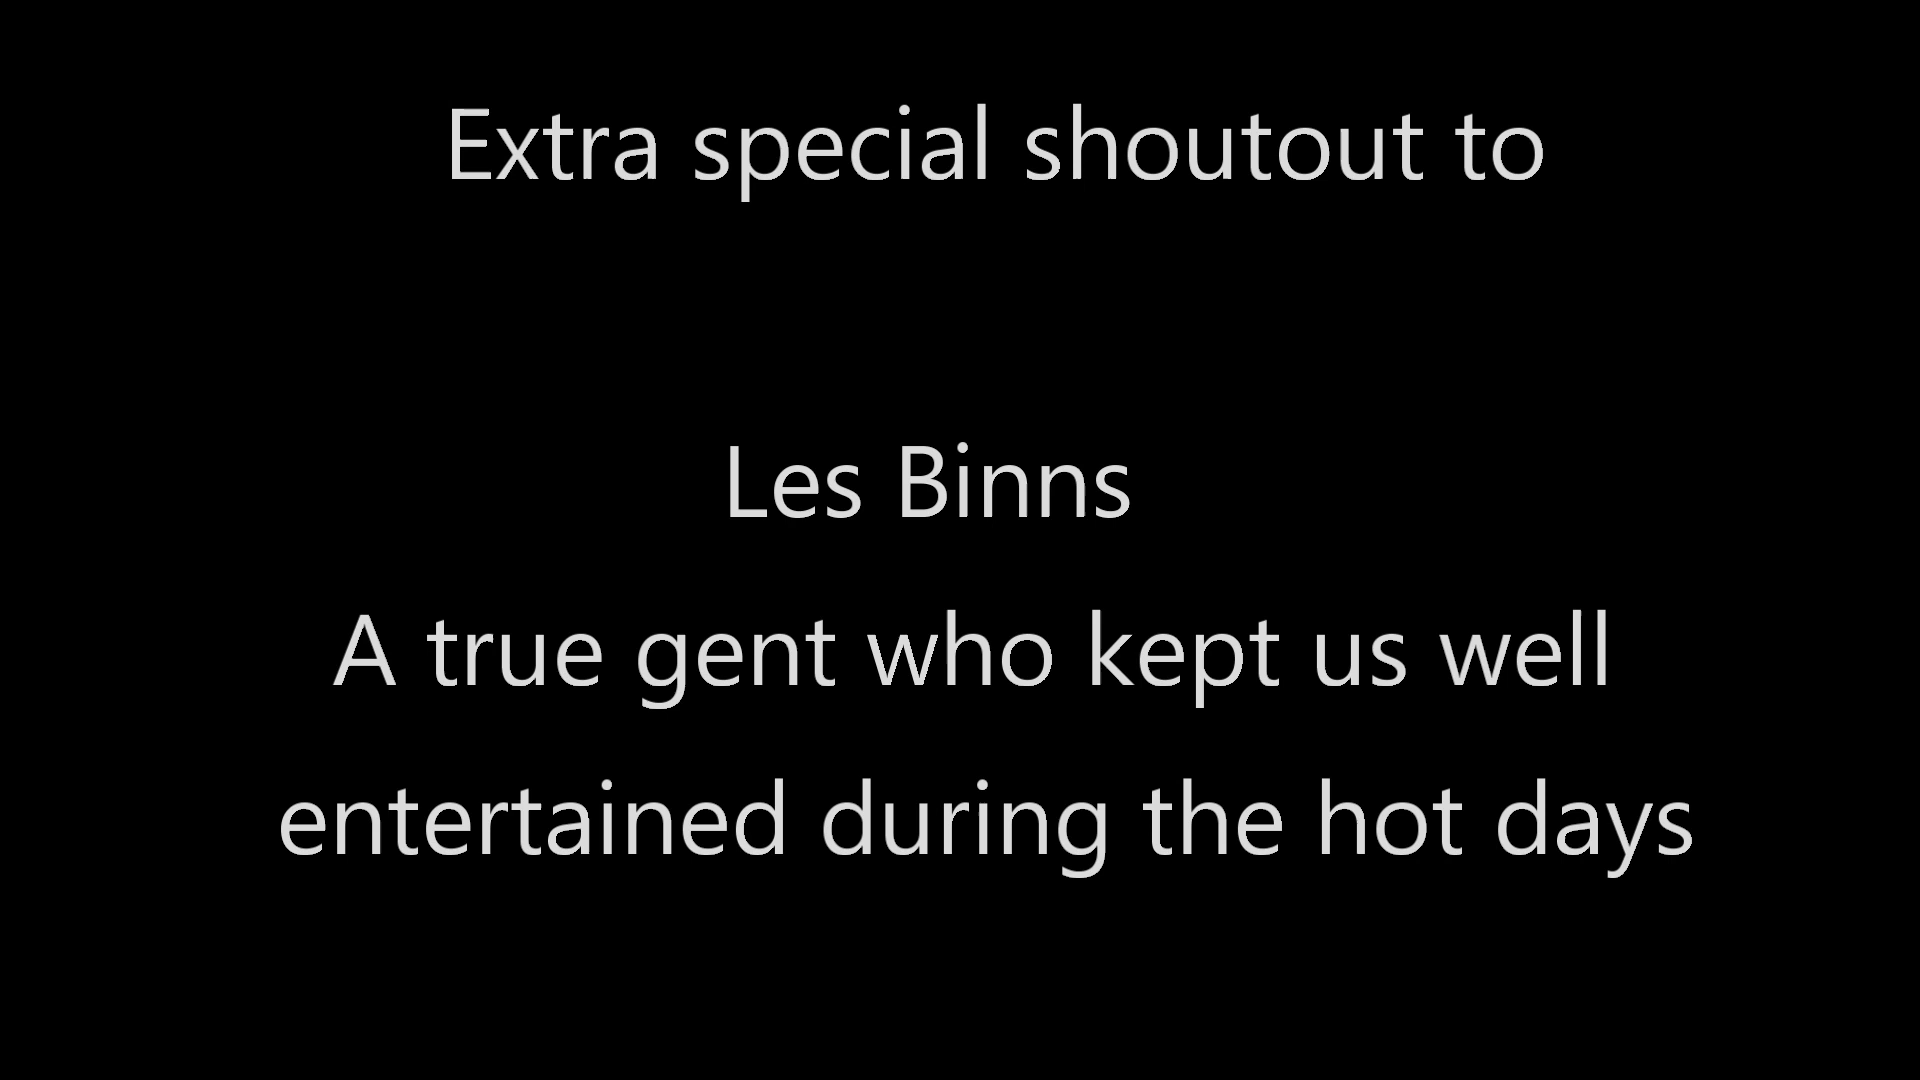 Extra special shoutout to
Les Binns
A true gent who kept us well
entertained during the hot days